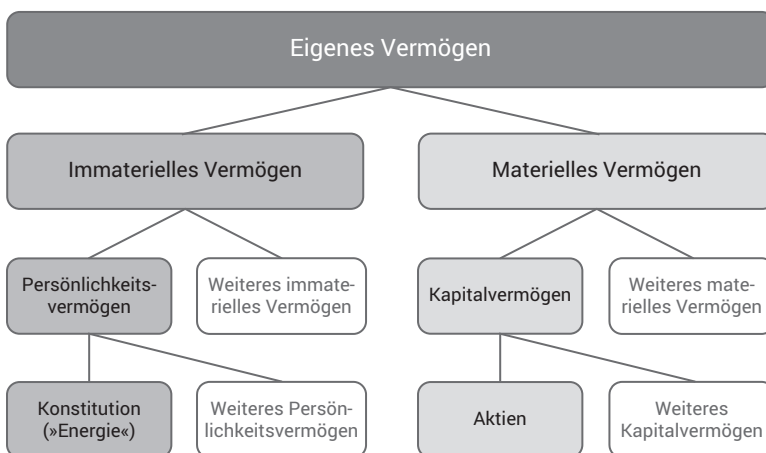 Eigenes Vermögen
Immaterielles Vermögen
Materielles Vermögen
Persönlichkeits-
vermögen
Weiteres immate-
rielles Vermögen
Kapitalvermögen
Weiteres mate-
rielles Vermögen
Konstitution
(»Energie«)
Weiteres Persön-
lichkeitsvermögen
Aktien
Weiteres
Kapitalvermögen